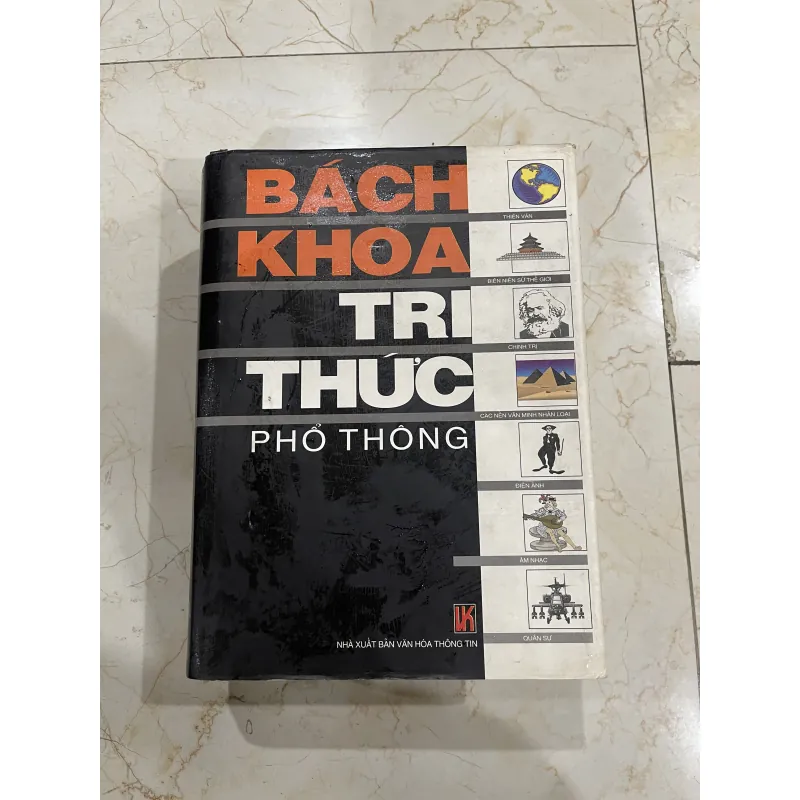 BÁCH
KHOA
TRI
THỨC
PHỔ THÔNG
THIÊN VĂN
BIÊN NIÊN SỬ THẾ GIỚI
CHÍNH TRỊ
CÁC NỀN VĂN MINH NHÂN LOẠI
ĐIỆN ẢNH
ÂM NHẠC
QUÂN SỰ
VK
NHÀ XUẤT BẢN VĂN HÓA THÔNG TIN